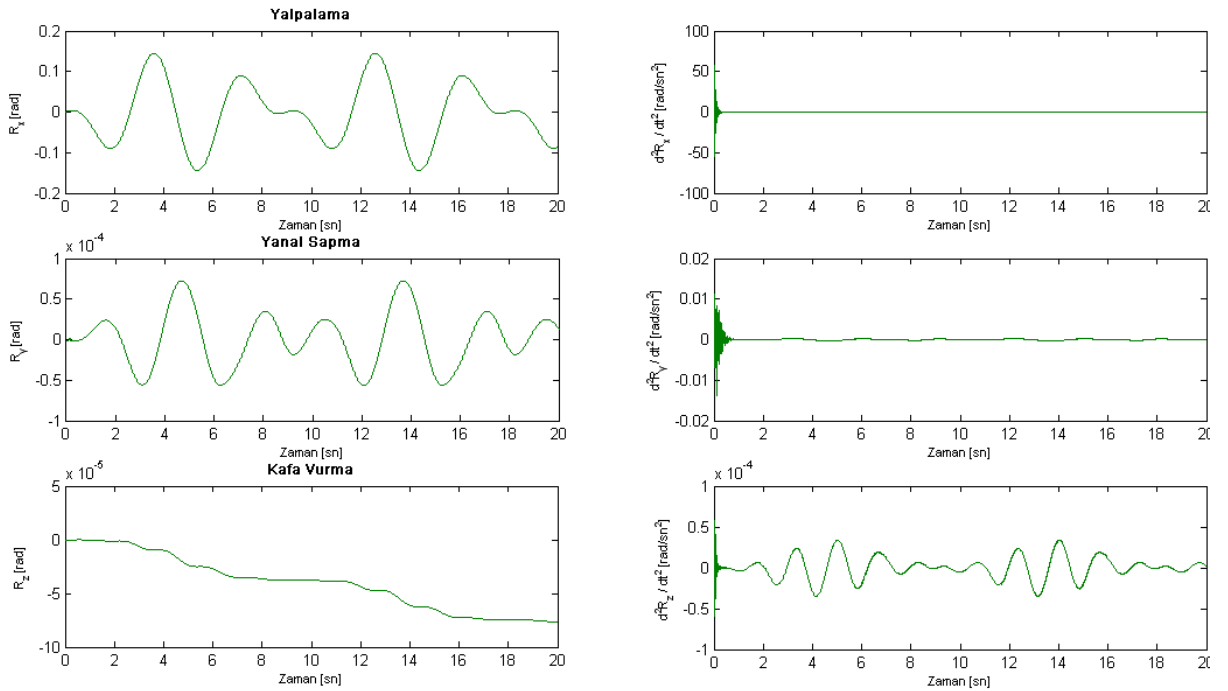 Yalpalama
0.2
0.1
0
-0.1
-0.2
R_x [rad]
0 2 4 6 8 10 12 14 16 18 20
Zaman [sn]
100
50
0
-50
-100
d²R_x / dt² [rad/sn²]
0 2 4 6 8 10 12 14 16 18 20
Zaman [sn]
Yanal Sapma
x 10⁻⁴
1
0.5
0
-0.5
-1
R_y [rad]
0 2 4 6 8 10 12 14 16 18 20
Zaman [sn]
0.02
0.01
0
-0.01
-0.02
d²R_y / dt² [rad/sn²]
0 2 4 6 8 10 12 14 16 18 20
Zaman [sn]
Kafa Vurma
x 10⁻⁵
5
0
-5
-10
R_z [rad]
0 2 4 6 8 10 12 14 16 18 20
Zaman [sn]
x 10⁻⁴
1
0.5
0
-0.5
-1
d²R_z / dt² [rad/sn²]
0 2 4 6 8 10 12 14 16 18 20
Zaman [sn]